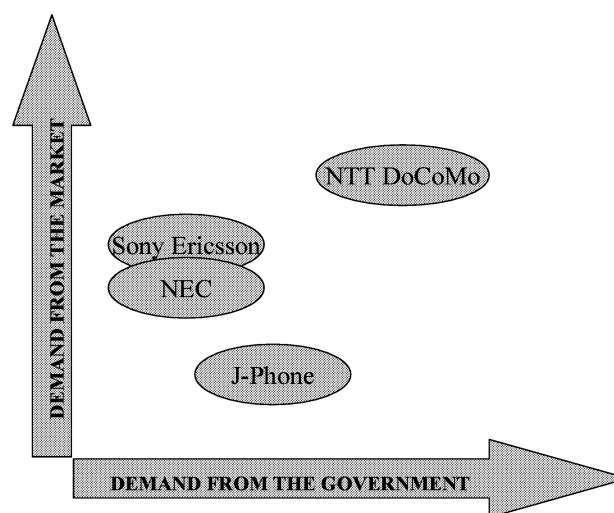 DEMAND FROM THE MARKET
NTT DoCoMo
Sony Ericsson
NEC
J-Phone
DEMAND FROM THE GOVERNMENT